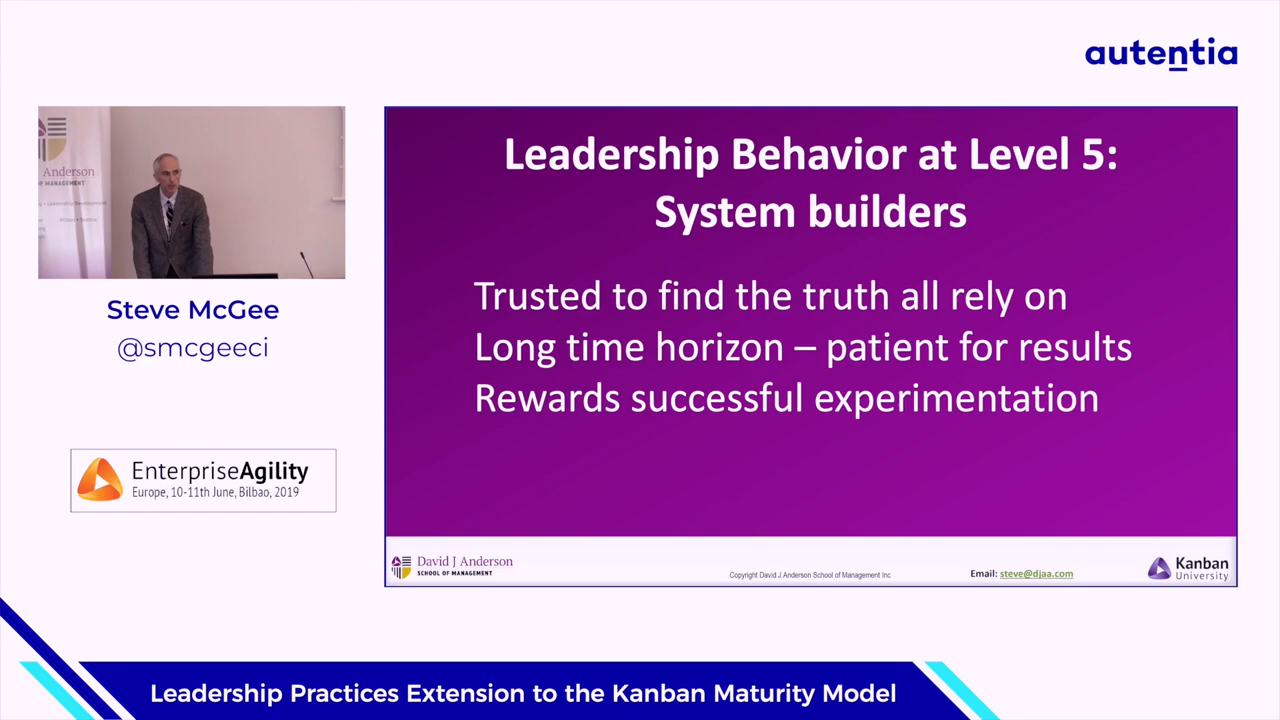 autentia
Anderson
OF MANAGEMENT
Steve McGee
@smcgeeci
EnterpriseAgility
Europe, 10-11th June, Bilbao, 2019
Leadership Behavior at Level 5:
System builders
Trusted to find the truth all rely on
Long time horizon – patient for results
Rewards successful experimentation
David J Anderson
SCHOOL OF MANAGEMENT
Copyright David J Anderson School of Management Inc
Email: steve@djaa.com
Kanban
University
Leadership Practices Extension to the Kanban Maturity Model